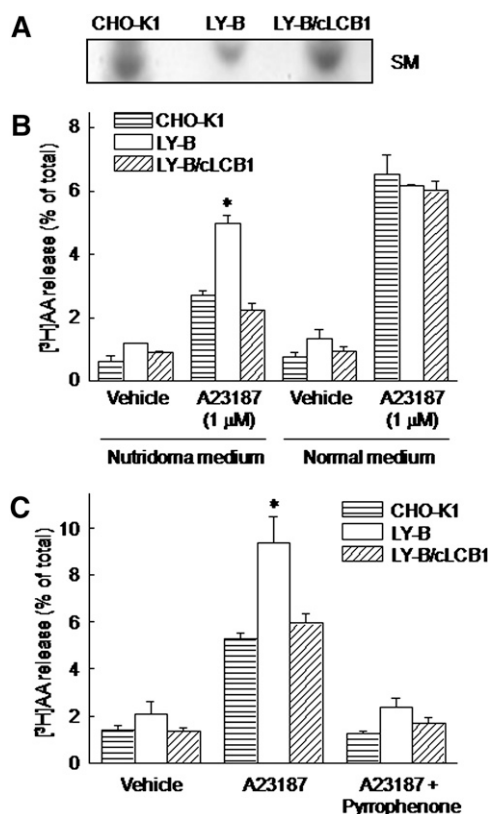 A
CHO-K1 LY-B LY-B/cLCB1
SM
B
CHO-K1
LY-B
LY-B/cLCB1
[³H]AA release (% of total)
8
6
4
2
0
*
Vehicle A23187 (1 µM) Vehicle A23187 (1 µM)
Nutridoma medium Normal medium
C
CHO-K1
LY-B
LY-B/cLCB1
[³H]AA release (% of total)
10
8
6
4
2
0
*
Vehicle A23187 A23187 +
Pyrrophenone